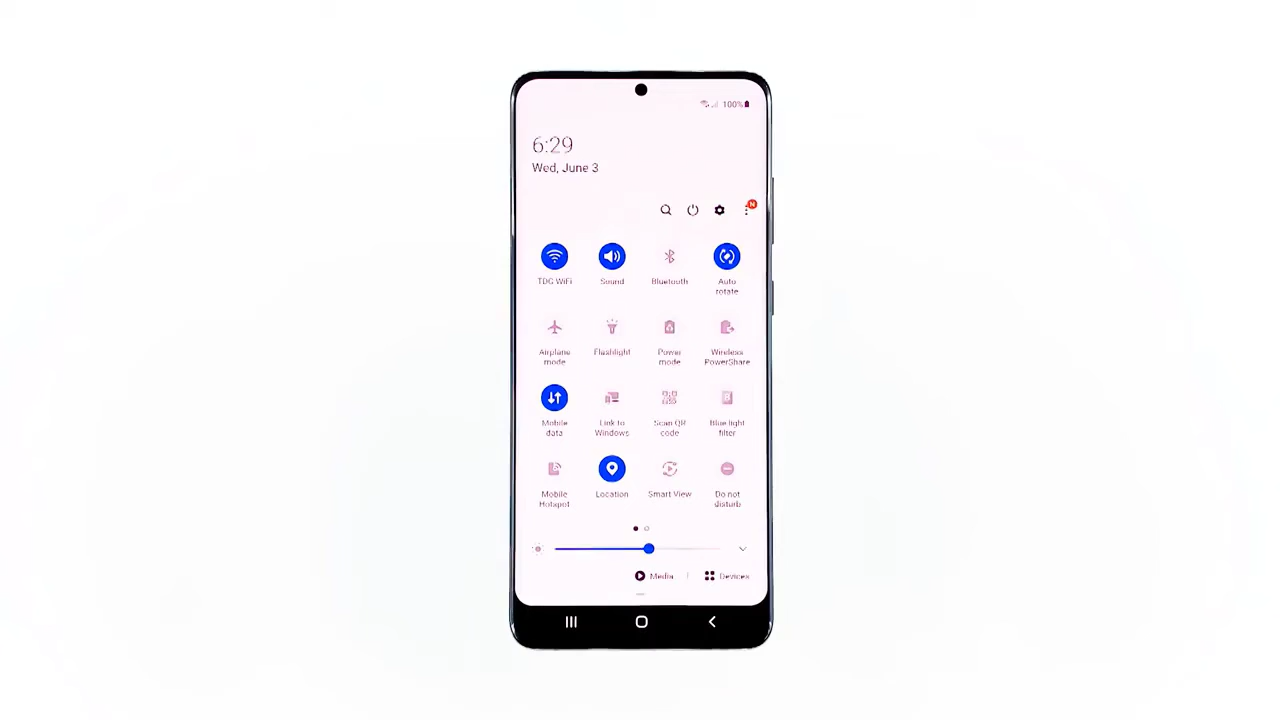 100%
6:29
Wed, June 3
N
TDG WiFi
Sound
Bluetooth
Auto
rotate
Airplane
mode
Flashlight
Power
mode
Wireless
PowerShare
Mobile
data
Link to
Windows
Scan QR
code
Blue light
filter
Mobile
Hotspot
Location
Smart View
Do not
disturb
Media
Devices